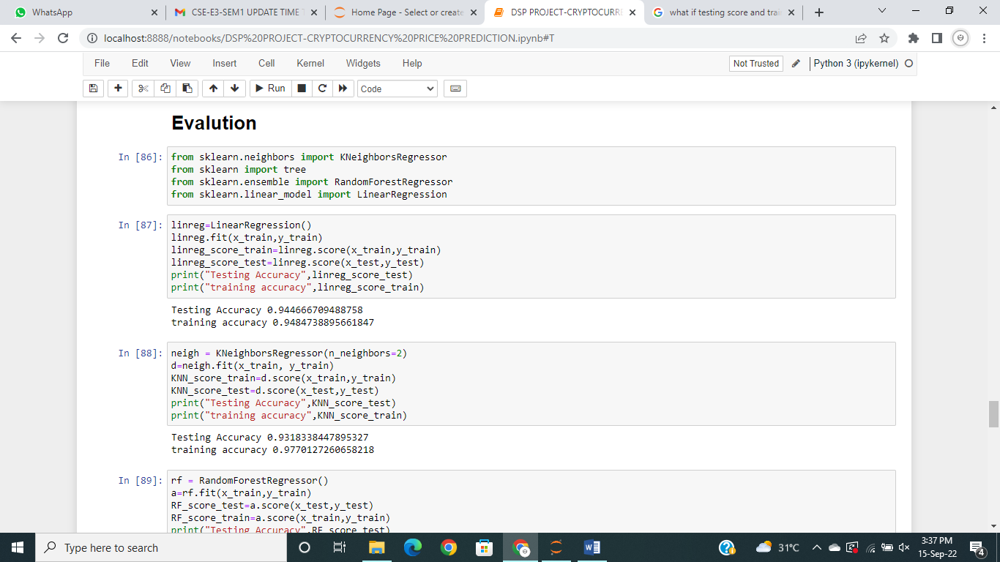 WhatsApp
CSE-E3-SEM1 UPDATE TIME T
Home Page - Select or create
DSP PROJECT-CRYPTOCURRE
what if testing score and trai
localhost:8888/notebooks/DSP%20PROJECT-CRYPTOCURRENCY%20PRICE%20PREDICTION.ipynb#T
File Edit View Insert Cell Kernel Widgets Help
Not Trusted
Python 3 (ipykernel)
Run
Code
Evalution
In [86]:
from sklearn.neighbors import KNeighborsRegressor
from sklearn import tree
from sklearn.ensemble import RandomForestRegressor
from sklearn.linear_model import LinearRegression
In [87]:
linreg=LinearRegression()
linreg.fit(x_train,y_train)
linreg_score_train=linreg.score(x_train,y_train)
linreg_score_test=linreg.score(x_test,y_test)
print("Testing Accuracy",linreg_score_test)
print("training accuracy",linreg_score_train)
Testing Accuracy 0.944666709488758
training accuracy 0.9484738895661847
In [88]:
neigh = KNeighborsRegressor(n_neighbors=2)
d=neigh.fit(x_train, y_train)
KNN_score_train=d.score(x_train,y_train)
KNN_score_test=d.score(x_test,y_test)
print("Testing Accuracy",KNN_score_test)
print("training accuracy",KNN_score_train)
Testing Accuracy 0.9318338447895327
training accuracy 0.9770127260658218
In [89]:
rf = RandomForestRegressor()
a=rf.fit(x_train,y_train)
RF_score_test=a.score(x_test,y_test)
RF_score_train=a.score(x_train,y_train)
print("Testing Accuracy",RF_score_test)
Type here to search
31°C
3:37 PM
15-Sep-22
4